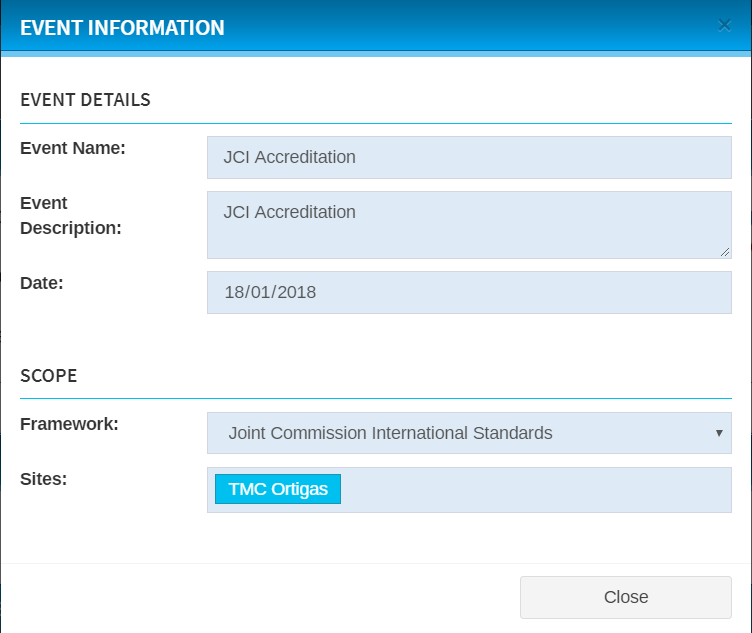 EVENT INFORMATION
×
EVENT DETAILS
Event Name:
JCI Accreditation
Event
Description:
JCI Accreditation
Date:
18/01/2018
SCOPE
Framework:
Joint Commission International Standards
Sites:
TMC Ortigas
Close